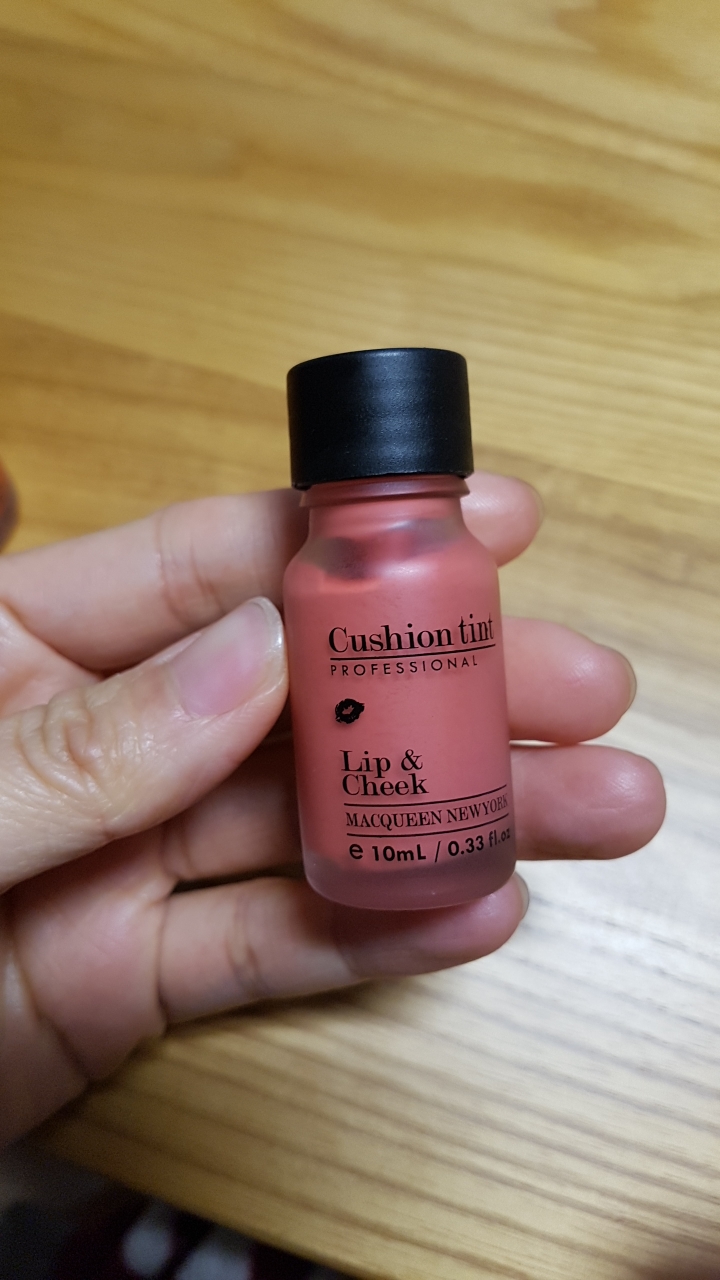 Cushion tint
PROFESSIONAL
Lip &
Cheek
MACQUEEN NEWYORK
e 10mL / 0.33 fl.oz